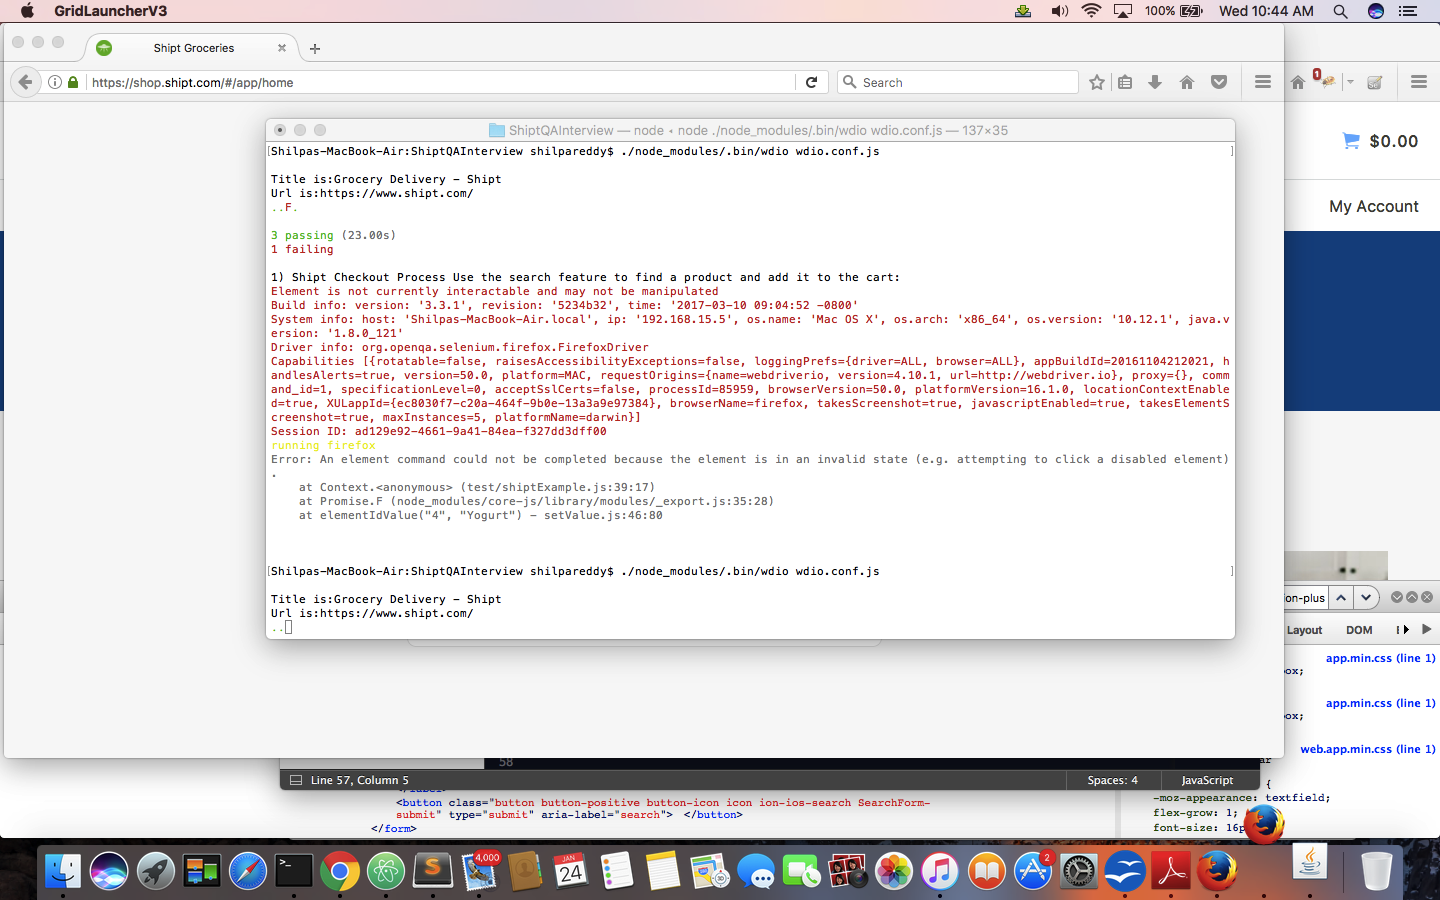 GridLauncherV3
100%
Wed 10:44 AM
Shipt Groceries
https://shop.shipt.com/#/app/home
Search
1
$0.00
My Account
ShiptQAInterview — node ◂ node ./node_modules/.bin/wdio wdio.conf.js — 137×35
[Shilpas-MacBook-Air:ShiptQAInterview shilpareddy$ ./node_modules/.bin/wdio wdio.conf.js ]
Title is:Grocery Delivery - Shipt
Url is:https://www.shipt.com/
..F.
3 passing (23.00s)
1 failing
1) Shipt Checkout Process Use the search feature to find a product and add it to the cart:
Element is not currently interactable and may not be manipulated
Build info: version: '3.3.1', revision: '5234b32', time: '2017-03-10 09:04:52 -0800'
System info: host: 'Shilpas-MacBook-Air.local', ip: '192.168.15.5', os.name: 'Mac OS X', os.arch: 'x86_64', os.version: '10.12.1', java.v
ersion: '1.8.0_121'
Driver info: org.openqa.selenium.firefox.FirefoxDriver
Capabilities [{rotatable=false, raisesAccessibilityExceptions=false, loggingPrefs={driver=ALL, browser=ALL}, appBuildId=20161104212021, h
andlesAlerts=true, version=50.0, platform=MAC, requestOrigins={name=webdriverio, version=4.10.1, url=http://webdriver.io}, proxy={}, comm
and_id=1, specificationLevel=0, acceptSslCerts=false, processId=85959, browserVersion=50.0, platformVersion=16.1.0, locationContextEnable
d=true, XULappId={ec8030f7-c20a-464f-9b0e-13a3a9e97384}, browserName=firefox, takesScreenshot=true, javascriptEnabled=true, takesElementS
creenshot=true, maxInstances=5, platformName=darwin}]
Session ID: ad129e92-4661-9a41-84ea-f327dd3dff00
running firefox
Error: An element command could not be completed because the element is in an invalid state (e.g. attempting to click a disabled element)
.
at Context.<anonymous> (test/shiptExample.js:39:17)
at Promise.F (node_modules/core-js/library/modules/_export.js:35:28)
at elementIdValue("4", "Yogurt") - setValue.js:46:80
[Shilpas-MacBook-Air:ShiptQAInterview shilpareddy$ ./node_modules/.bin/wdio wdio.conf.js ]
Title is:Grocery Delivery - Shipt
Url is:https://www.shipt.com/
..
ion-plus
Layout DOM
app.min.css (line 1)
ox;
app.min.css (line 1)
ox;
web.app.min.css (line 1)
ar
{
-moz-appearance: textfield;
flex-grow: 1;
font-size: 16p
58
Line 57, Column 5
Spaces: 4
JavaScript
</label>
<button class="button button-positive button-icon icon ion-ios-search SearchForm-
submit" type="submit" aria-label="search"> </button>
</form>
4,000
JAN
24
2